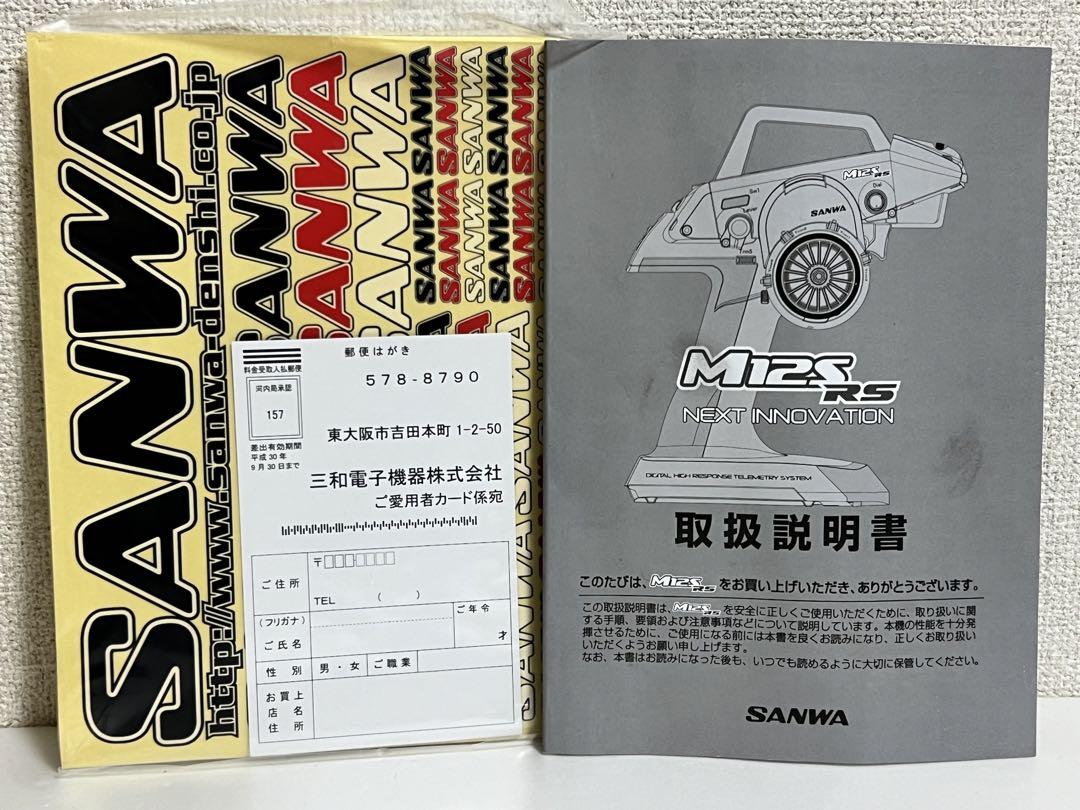 SANWA
http://www.sanwa-denshi.co.jp
SANWA
SANWA
SANWA
SANWA SANWA
SANWA SANWA
SANWA SANWA
SANWA SANWA
SANWA SANWA
SANWA
SANWA
郵便はがき
料金受取人払郵便
河内局承認
157
差出有効期間
平成30年
9月30日まで
578-8790
東大阪市吉田本町 1-2-50
三和電子機器株式会社
ご愛用者カード係宛
ご住所
〒
TEL ( )
(フリガナ)
ご氏名
ご年令
才
性別
男・女
ご職業
お買上
店名
住所
M12S RS
Sw1
Lever
Dial
SANWA
M12S RS
NEXT INNOVATION
DIGITAL HIGH RESPONSE TELEMETRY SYSTEM
取扱説明書
このたびは、M12S RSをお買い上げいただき、ありがとうございます。
この取扱説明書は、M12S RSを安全に正しくご使用いただくために、取り扱いに関
する手順、要領および注意事項などについて説明しています。本機の性能を十分発
揮させるために、ご使用になる前には本書を良くお読みになり、正しくお取り扱い
いただくようお願い申し上げます。
なお、本書はお読みになった後も、いつでも読めるように大切に保管してください。
SANWA